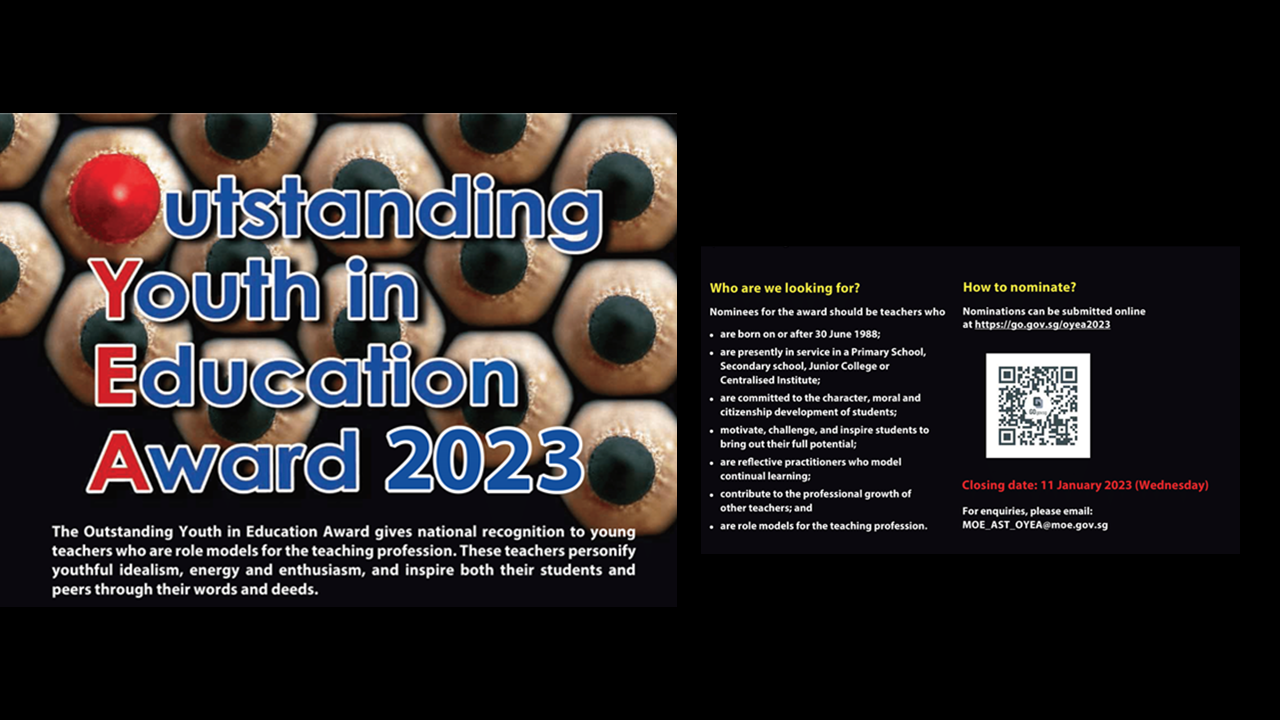 Outstanding
Youth in
Education
Award 2023
The Outstanding Youth in Education Award gives national recognition to young
teachers who are role models for the teaching profession. These teachers personify
youthful idealism, energy and enthusiasm, and inspire both their students and
peers through their words and deeds.
Who are we looking for?
Nominees for the award should be teachers who
• are born on or after 30 June 1988;
• are presently in service in a Primary School,
Secondary school, Junior College or
Centralised Institute;
• are committed to the character, moral and
citizenship development of students;
• motivate, challenge, and inspire students to
bring out their full potential;
• are reflective practitioners who model
continual learning;
• contribute to the professional growth of
other teachers; and
• are role models for the teaching profession.
How to nominate?
Nominations can be submitted online
at https://go.gov.sg/oyea2023
Closing date: 11 January 2023 (Wednesday)
For enquiries, please email:
MOE_AST_OYEA@moe.gov.sg